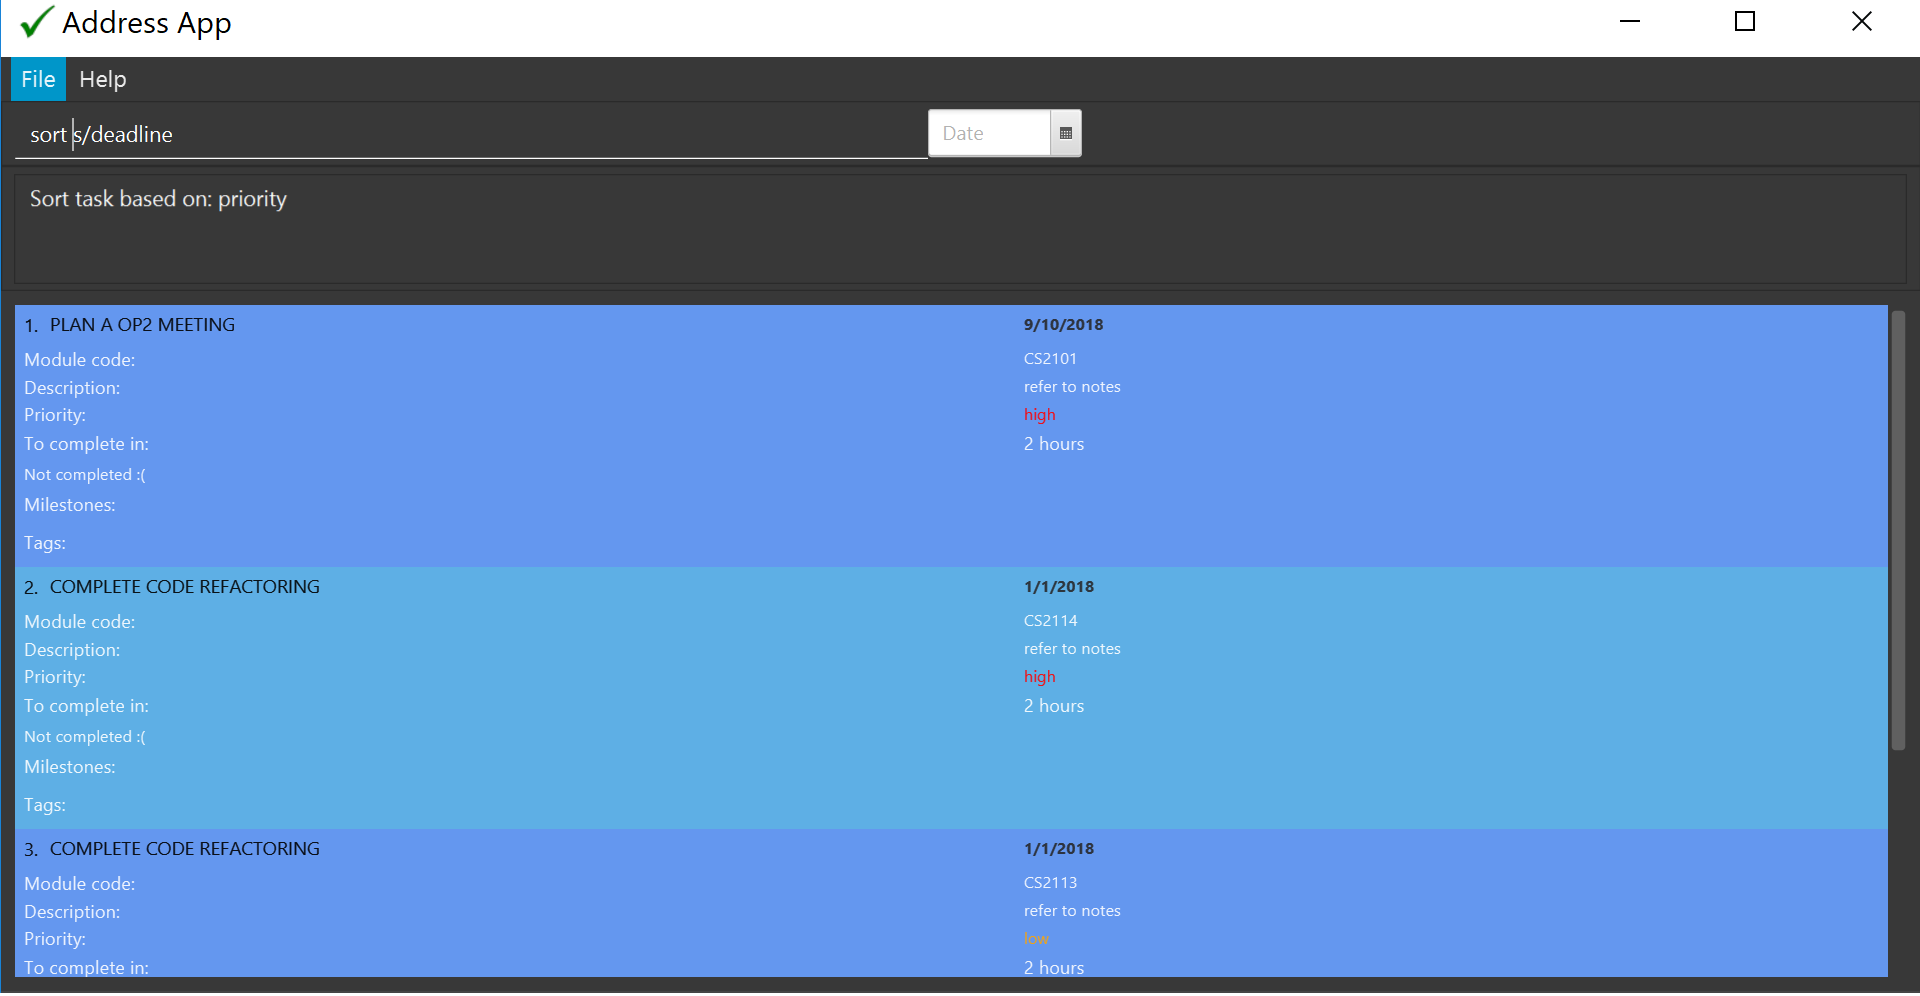 Address App
File Help
sort s/deadline Date
Sort task based on: priority
1. PLAN A OP2 MEETING 9/10/2018
Module code: CS2101
Description: refer to notes
Priority: high
To complete in: 2 hours
Not completed :(
Milestones:
Tags:
2. COMPLETE CODE REFACTORING 1/1/2018
Module code: CS2114
Description: refer to notes
Priority: high
To complete in: 2 hours
Not completed :(
Milestones:
Tags:
3. COMPLETE CODE REFACTORING 1/1/2018
Module code: CS2113
Description: refer to notes
Priority: low
To complete in: 2 hours